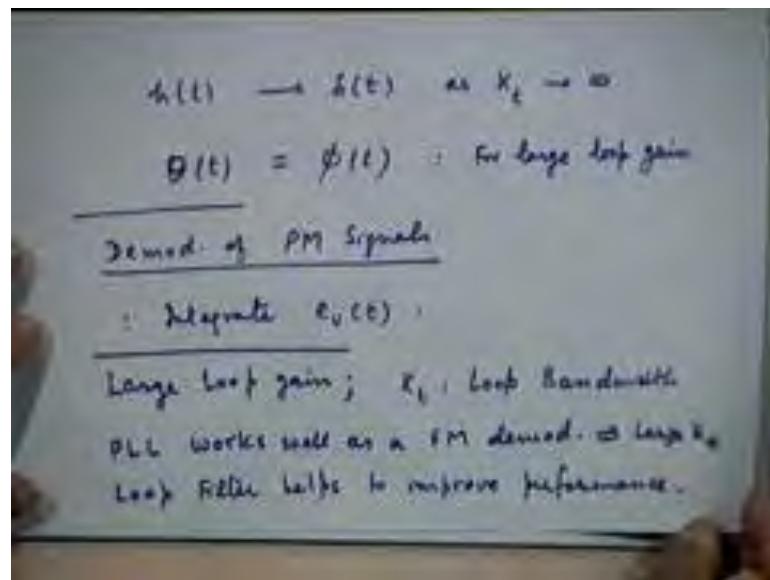 h(t) → δ(t) as K_t → ∞
θ(t) = φ(t) : For large loop gain
Demod. of PM Signals
: Integrate e_v(t) .
Large Loop gain; K_t : Loop Bandwidth
PLL works well as a FM demod. ⇒ Large K_t
Loop Filter helps to improve performance.